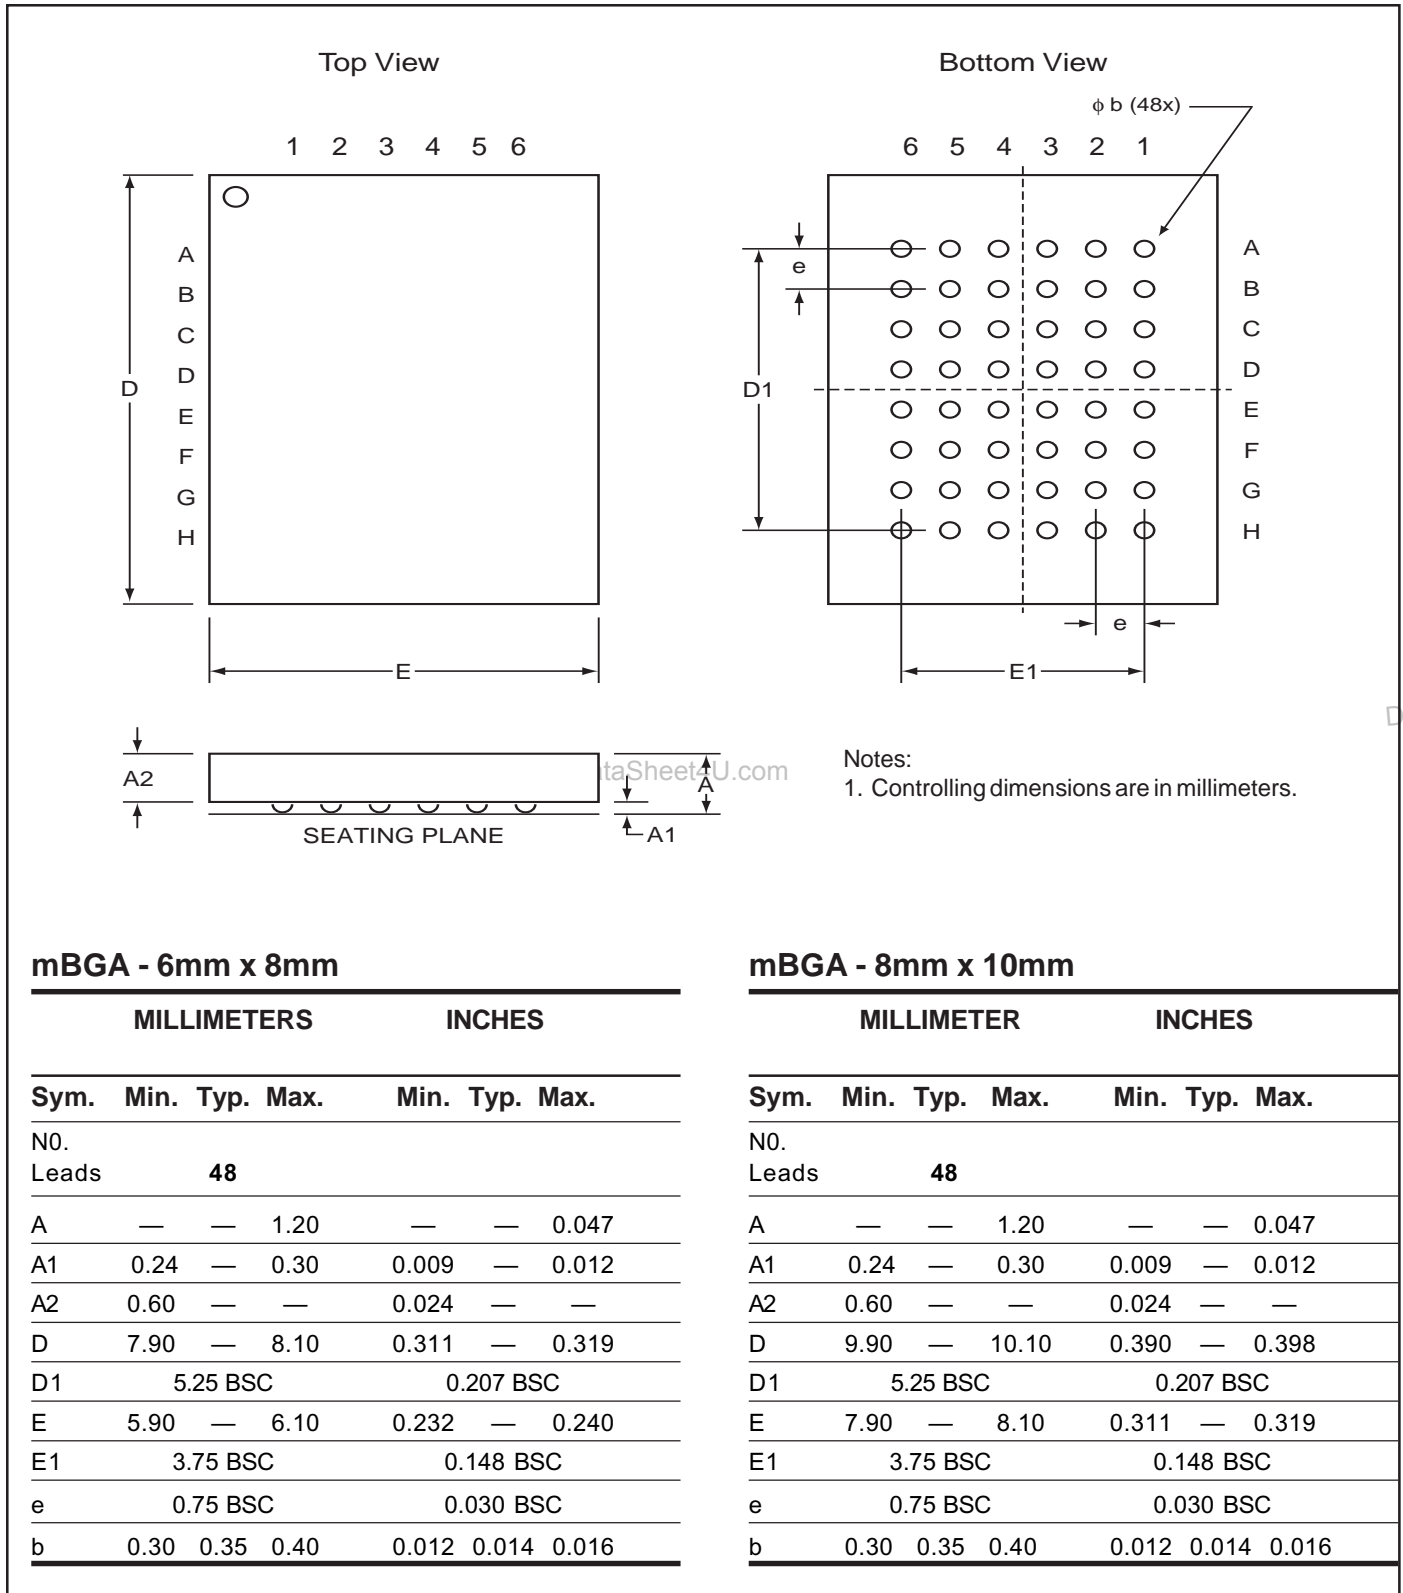 Top View
Bottom View
ϕ b (48x)
1 2 3 4 5 6
6 5 4 3 2 1
A
B
C
D
E
F
G
H
D
E
e
D1
A
B
C
D
E
F
G
H
e
E1
A2
A
A1
SEATING PLANE
taSheet4U.com
D
Notes:
1. Controlling dimensions are in millimeters.
mBGA - 6mm x 8mm
MILLIMETERS INCHES
Sym. Min. Typ. Max. Min. Typ. Max.
N0.
Leads 48
A — — 1.20 — — 0.047
A1 0.24 — 0.30 0.009 — 0.012
A2 0.60 — — 0.024 — —
D 7.90 — 8.10 0.311 — 0.319
D1 5.25 BSC 0.207 BSC
E 5.90 — 6.10 0.232 — 0.240
E1 3.75 BSC 0.148 BSC
e 0.75 BSC 0.030 BSC
b 0.30 0.35 0.40 0.012 0.014 0.016
mBGA - 8mm x 10mm
MILLIMETER INCHES
Sym. Min. Typ. Max. Min. Typ. Max.
N0.
Leads 48
A — — 1.20 — — 0.047
A1 0.24 — 0.30 0.009 — 0.012
A2 0.60 — — 0.024 — —
D 9.90 — 10.10 0.390 — 0.398
D1 5.25 BSC 0.207 BSC
E 7.90 — 8.10 0.311 — 0.319
E1 3.75 BSC 0.148 BSC
e 0.75 BSC 0.030 BSC
b 0.30 0.35 0.40 0.012 0.014 0.016